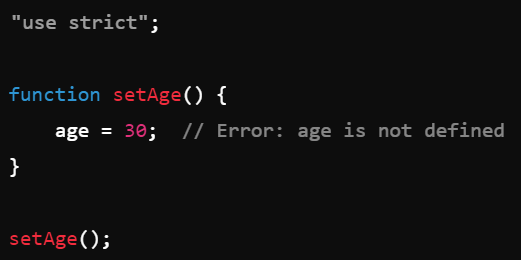 "use strict";

function setAge() {
    age = 30;  // Error: age is not defined
}

setAge();